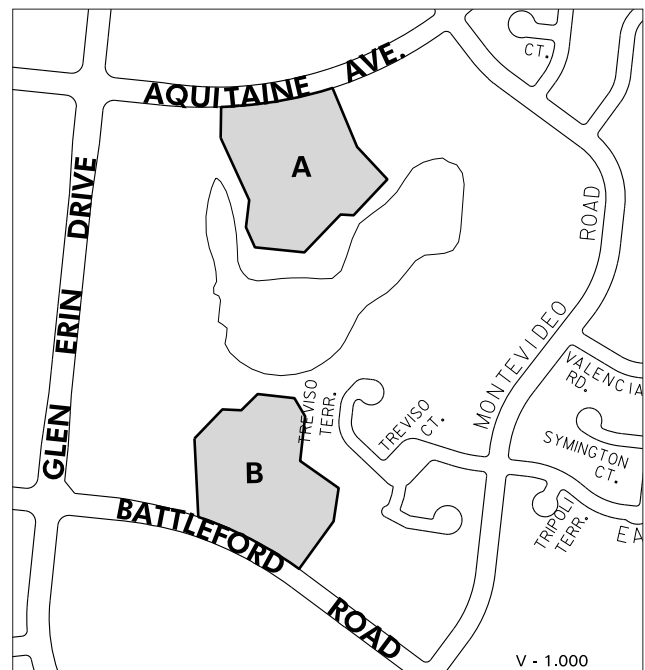 CT.
AQUITAINE AVE.
A
GLEN ERIN DRIVE
ROAD
MONTEVIDEO
VALENCIA
RD.
TREVISO
TERR.
TREVISO
CT.
SYMINGTON
CT.
B
TRIPOLI
TERR.
EA
BATTLEFORD ROAD
V - 1.000